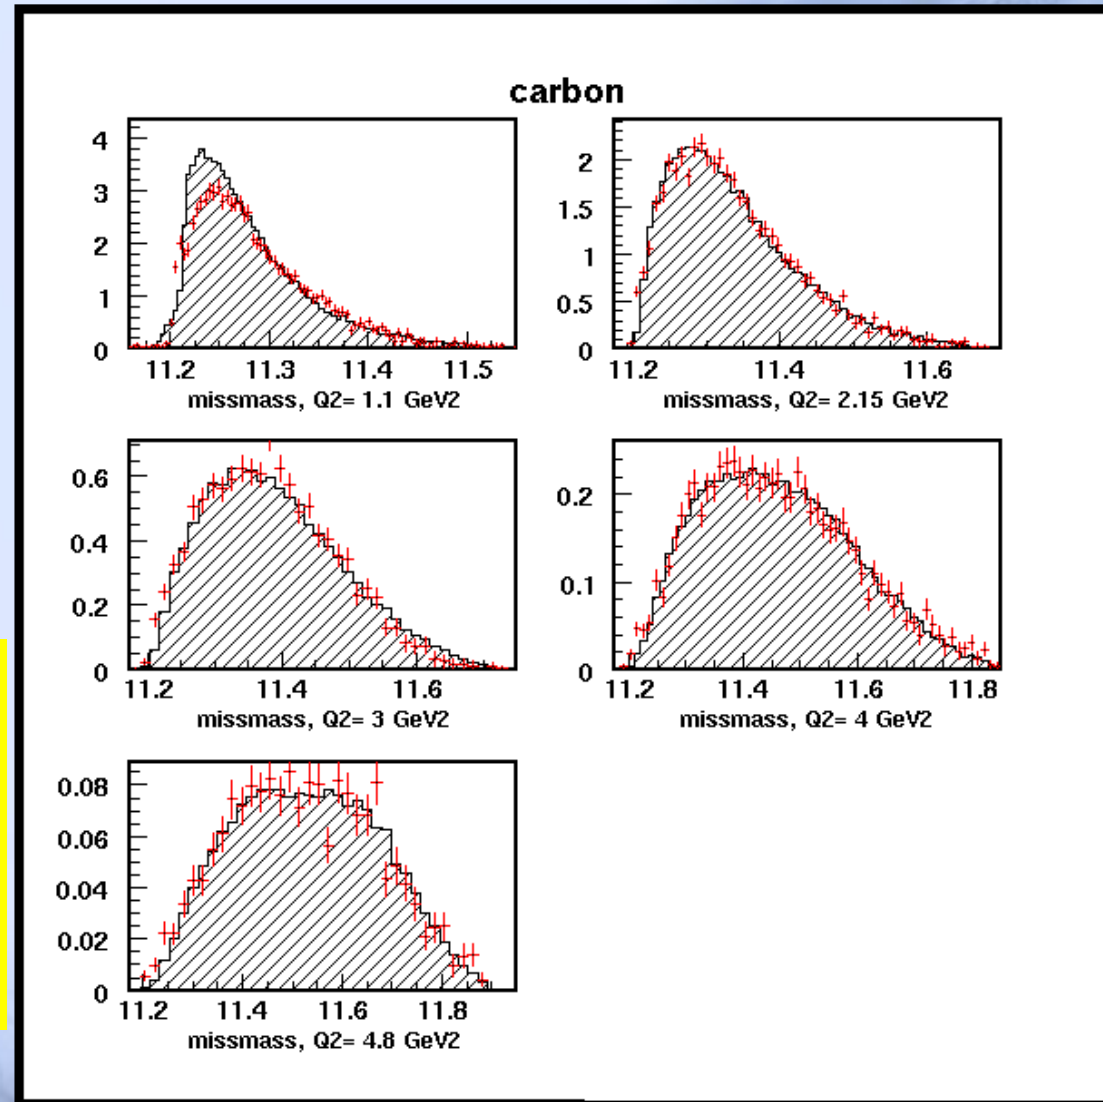 carbon
4
3
2
1
0
11.2 11.3 11.4 11.5
missmass, Q2= 1.1 GeV2
2
1.5
1
0.5
0
11.2 11.4 11.6
missmass, Q2= 2.15 GeV2
0.6
0.4
0.2
0
11.2 11.4 11.6
missmass, Q2= 3 GeV2
0.2
0.1
0
11.2 11.4 11.6 11.8
missmass, Q2= 4 GeV2
0.08
0.06
0.04
0.02
0
11.2 11.4 11.6 11.8
missmass, Q2= 4.8 GeV2